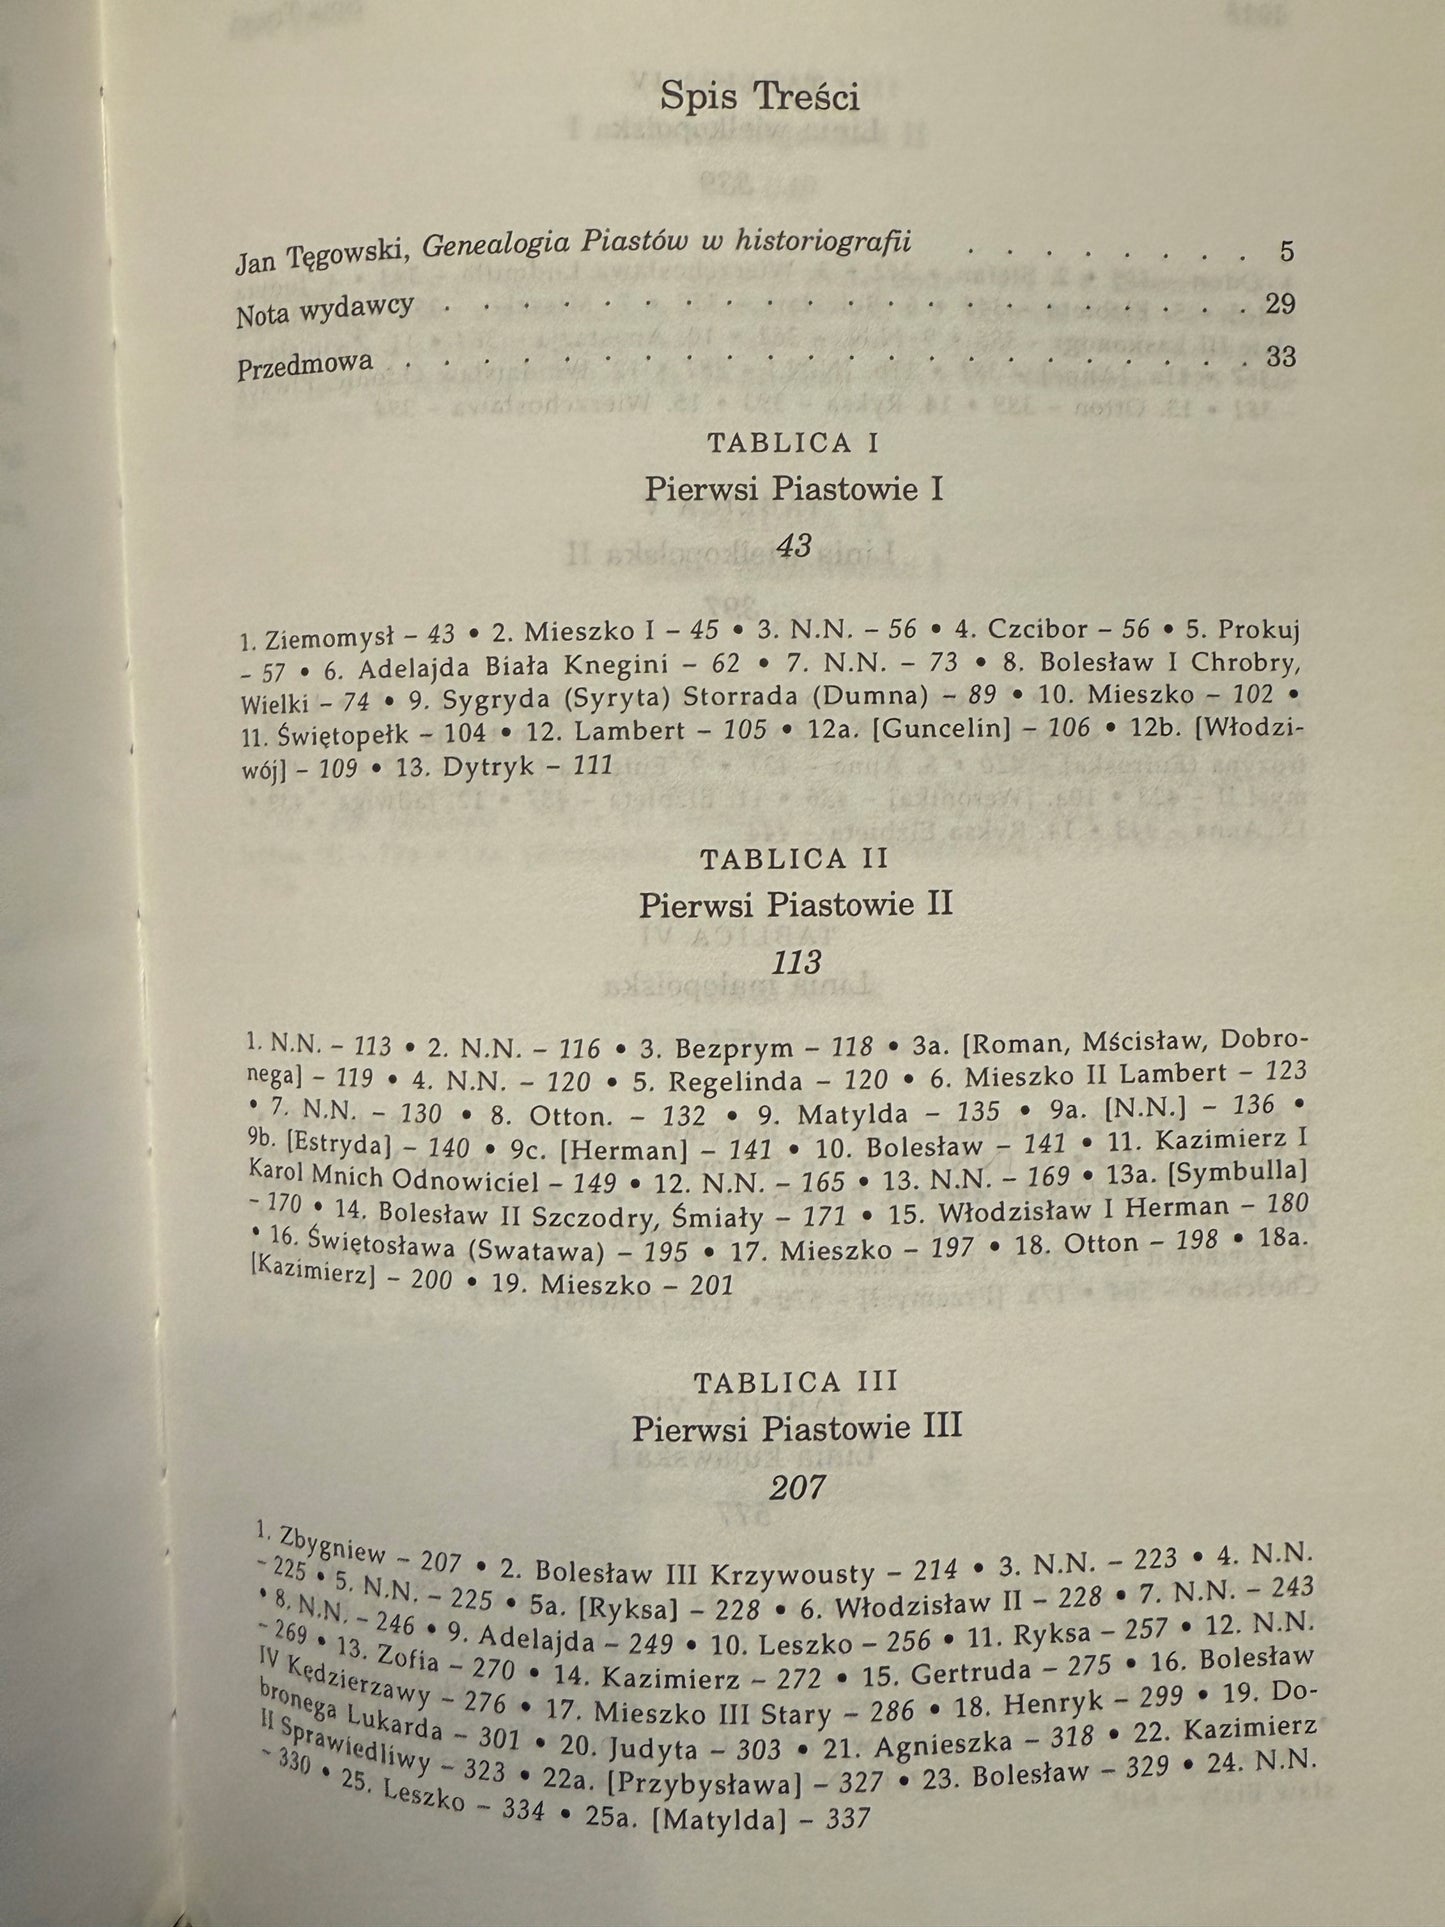 Spis Treści
Jan Tęgowski, Genealogia Piastów w historiografii . . . . . . . . 5
Nota wydawcy . . . . . . . . . . . . . . . . . . . . . 29
Przedmowa . . . . . . . . . . . . . . . . . . . . . . 33
TABLICA I
Pierwsi Piastowie I
43
1. Ziemomysł – 43 • 2. Mieszko I – 45 • 3. N.N. – 56 • 4. Czcibor – 56 • 5. Prokuj
– 57 • 6. Adelajda Biała Knegini – 62 • 7. N.N. – 73 • 8. Bolesław I Chrobry,
Wielki – 74 • 9. Sygryda (Syryta) Storrada (Dumna) – 89 • 10. Mieszko – 102 •
11. Świętopełk – 104 • 12. Lambert – 105 • 12a. [Guncelin] – 106 • 12b. [Włodzi-
wój] – 109 • 13. Dytryk – 111
TABLICA II
Pierwsi Piastowie II
113
1. N.N. – 113 • 2. N.N. – 116 • 3. Bezprym – 118 • 3a. [Roman, Mścisław, Dobro-
nega] – 119 • 4. N.N. – 120 • 5. Regelinda – 120 • 6. Mieszko II Lambert – 123
• 7. N.N. – 130 • 8. Otton. – 132 • 9. Matylda – 135 • 9a. [N.N.] – 136 •
9b. [Estryda] – 140 • 9c. [Herman] – 141 • 10. Bolesław – 141 • 11. Kazimierz I
Karol Mnich Odnowiciel – 149 • 12. N.N. – 165 • 13. N.N. – 169 • 13a. [Symbulla]
– 170 • 14. Bolesław II Szczodry, Śmiały – 171 • 15. Włodzisław I Herman – 180
• 16. Świętosława (Swatawa) – 195 • 17. Mieszko – 197 • 18. Otton – 198 • 18a.
[Kazimierz] – 200 • 19. Mieszko – 201
TABLICA III
Pierwsi Piastowie III
207
1. Zbygniew – 207 • 2. Bolesław III Krzywousty – 214 • 3. N.N. – 223 • 4. N.N.
– 225 • 5. N.N. – 225 • 5a. [Ryksa] – 228 • 6. Włodzisław II – 228 • 7. N.N. – 243
• 8. N.N. – 246 • 9. Adelajda – 249 • 10. Leszko – 256 • 11. Ryksa – 257 • 12. N.N.
– 269 • 13. Zofia – 270 • 14. Kazimierz – 272 • 15. Gertruda – 275 • 16. Bolesław
IV Kędzierzawy – 276 • 17. Mieszko III Stary – 286 • 18. Henryk – 299 • 19. Do-
bronega Lukarda – 301 • 20. Judyta – 303 • 21. Agnieszka – 318 • 22. Kazimierz
II Sprawiedliwy – 323 • 22a. [Przybysława] – 327 • 23. Bolesław – 329 • 24. N.N.
– 330 • 25. Leszko – 334 • 25a. [Matylda] – 337